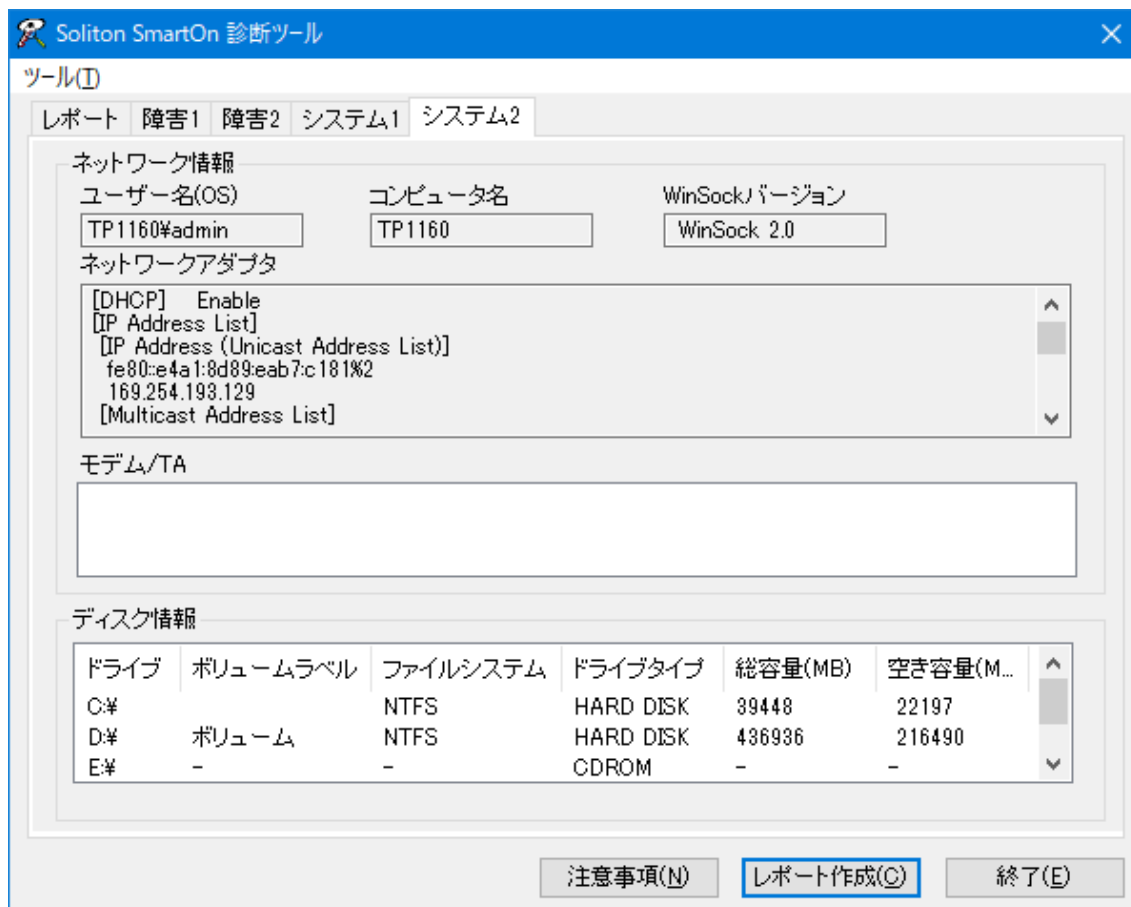 Soliton SmartOn 診断ツール
ツール(T)
レポート 障害1 障害2 システム1 システム2
ネットワーク情報
ユーザー名(OS) コンピュータ名 WinSockバージョン
TP1160¥admin TP1160 WinSock 2.0
ネットワークアダプタ
[DHCP] Enable
[IP Address List]
[IP Address (Unicast Address List)]
fe80::e4a1:8d89:eab7:c181%2
169.254.193.129
[Multicast Address List]
モデム/TA
ディスク情報
ドライブ ボリュームラベル ファイルシステム ドライブタイプ 総容量(MB) 空き容量(M...
C:¥ NTFS HARD DISK 39448 22197
D:¥ ボリューム NTFS HARD DISK 436936 216490
E:¥ - - CDROM - -
注意事項(N) レポート作成(C) 終了(E)